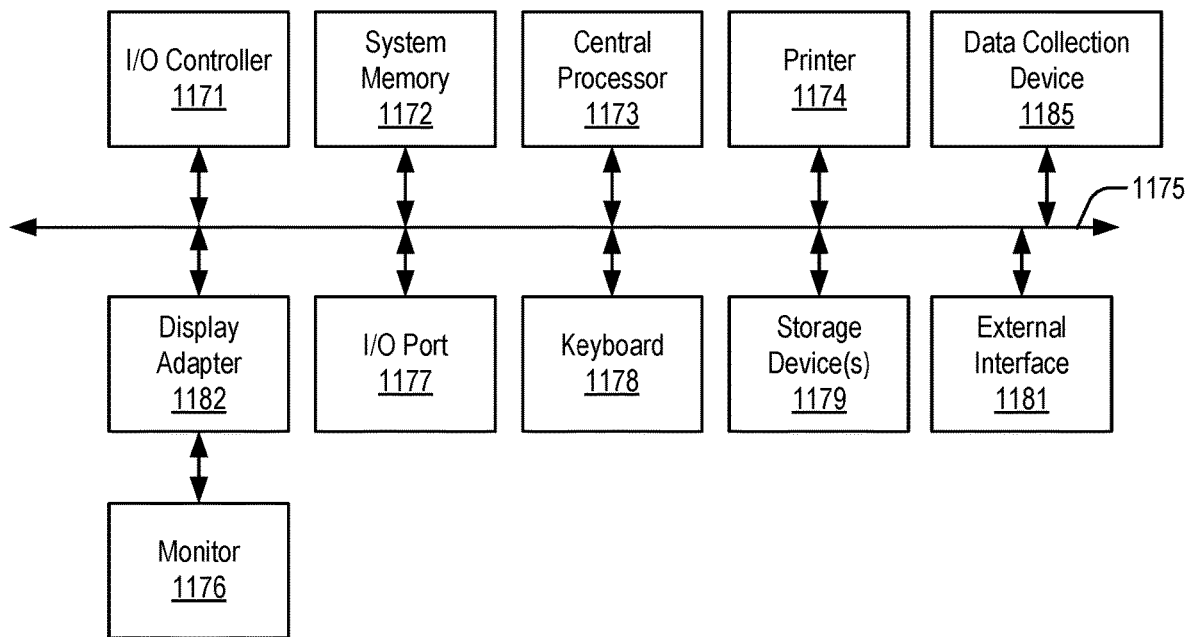 I/O Controller
1171
System
Memory
1172
Central
Processor
1173
Printer
1174
Data Collection
Device
1185
1175
Display
Adapter
1182
I/O Port
1177
Keyboard
1178
Storage
Device(s)
1179
External
Interface
1181
Monitor
1176